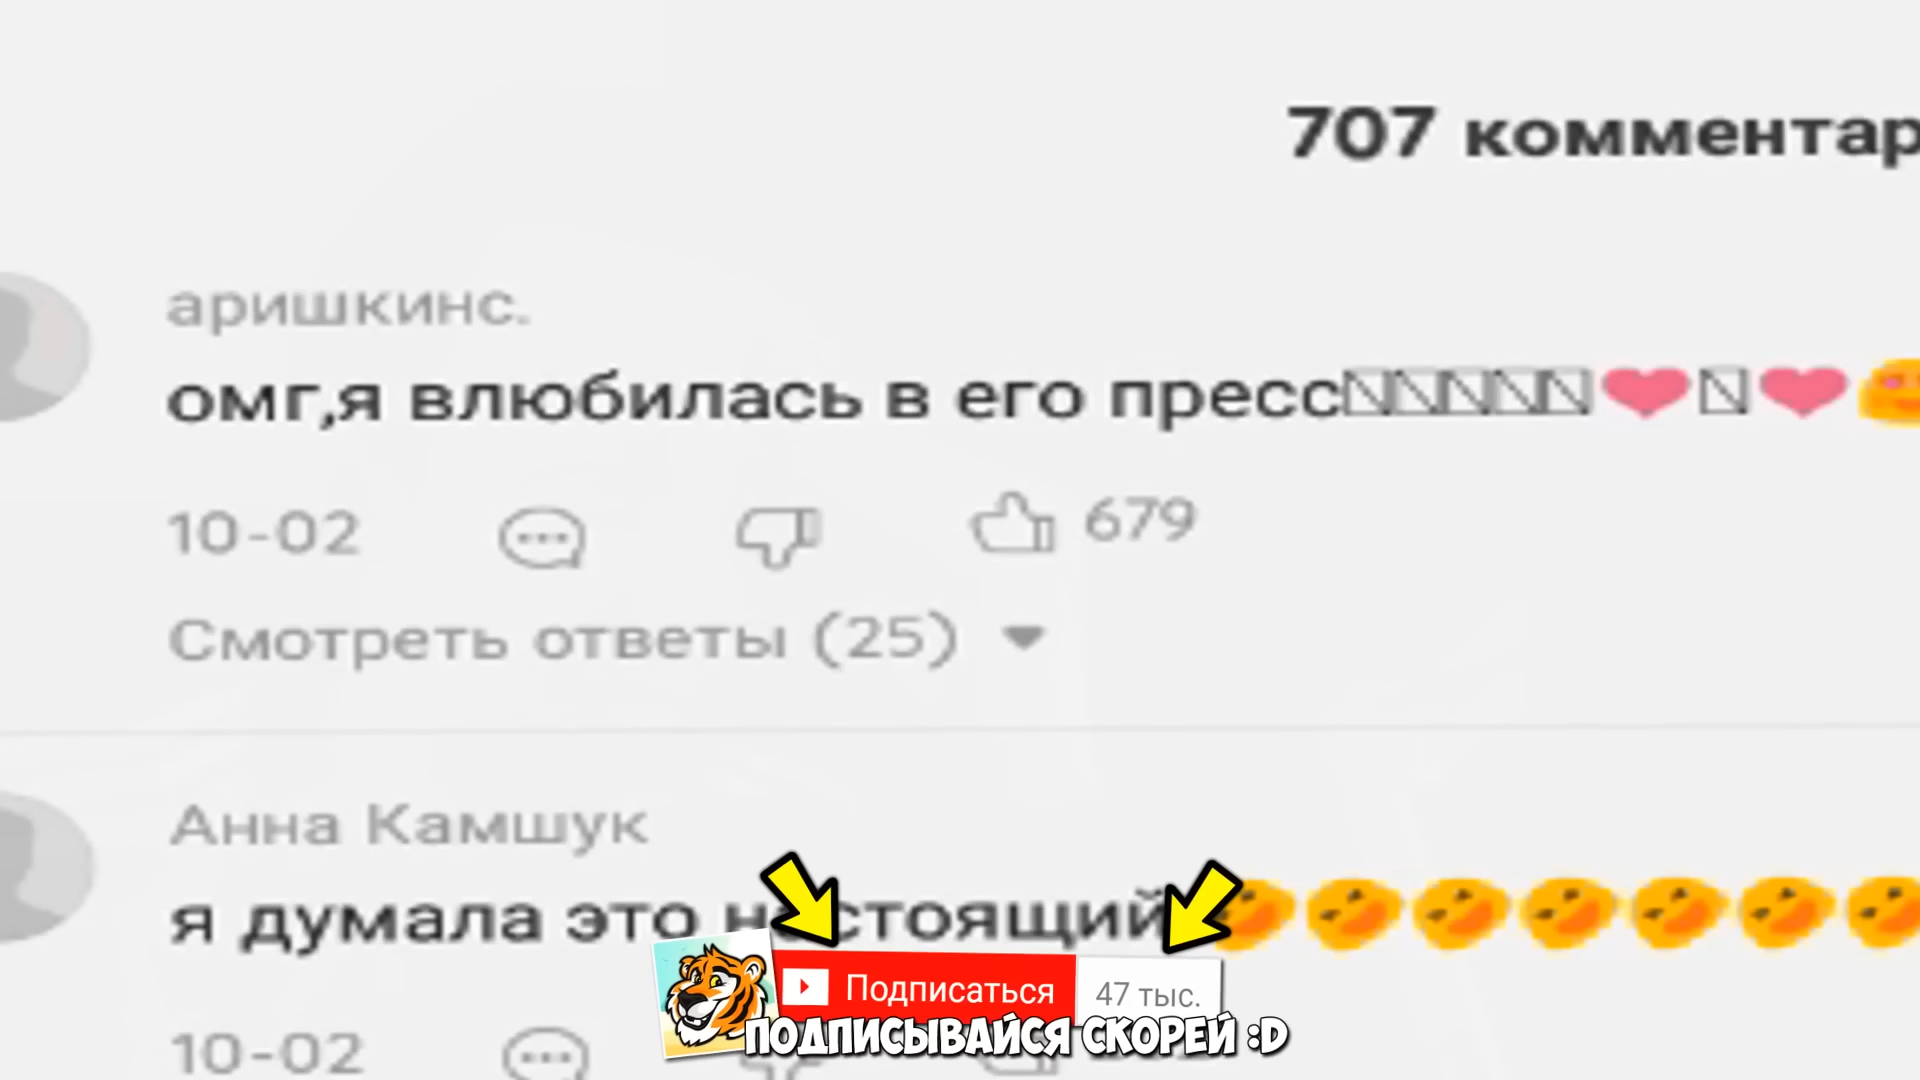 707 комментар
аришкинс.
омг,я влюбилась в его пресс
10-02 679
Смотреть ответы (25)
Анна Камшук
я думала это настоящий
Подписаться 47 тыс.
ПОДПИСЫВАЙСЯ СКОРЕЙ :D
10-02